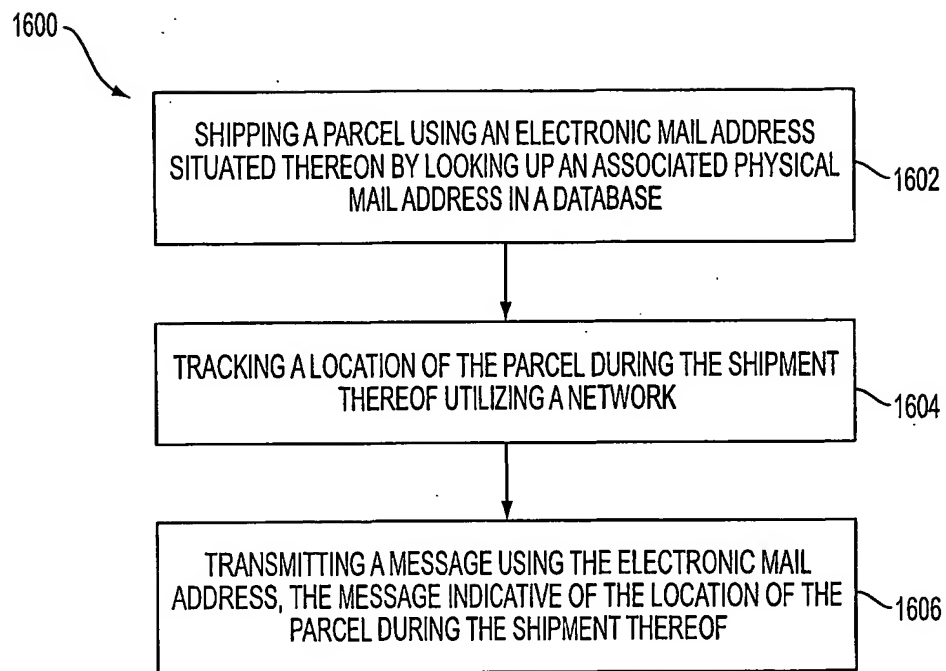 1600
SHIPPING A PARCEL USING AN ELECTRONIC MAIL ADDRESS
SITUATED THEREON BY LOOKING UP AN ASSOCIATED PHYSICAL
MAIL ADDRESS IN A DATABASE
1602
TRACKING A LOCATION OF THE PARCEL DURING THE SHIPMENT
THEREOF UTILIZING A NETWORK
1604
TRANSMITTING A MESSAGE USING THE ELECTRONIC MAIL
ADDRESS, THE MESSAGE INDICATIVE OF THE LOCATION OF THE
PARCEL DURING THE SHIPMENT THEREOF
1606